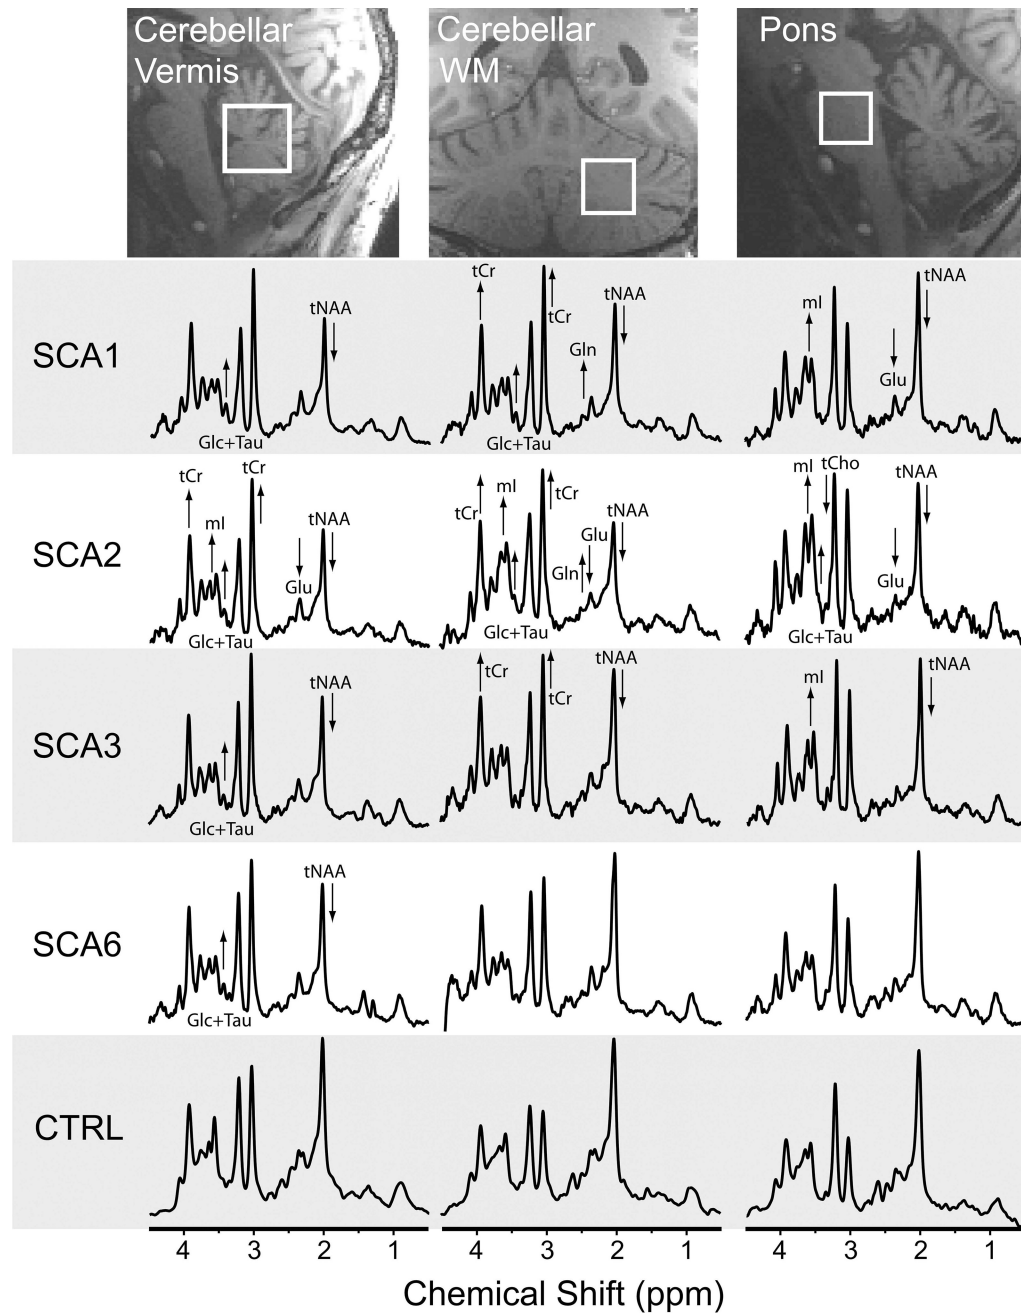 Cerebellar
Vermis
Cerebellar
WM
Pons
SCA1
tNAA
Glc+Tau
tCr
tCr
tNAA
Gln
Glc+Tau
mI
tNAA
Glu
SCA2
tCr
tCr
mI
tNAA
Glu
Glc+Tau
tCr
mI
tCr
tNAA
Glu
Gln
Glc+Tau
mI
tCho
tNAA
Glu
Glc+Tau
SCA3
tNAA
Glc+Tau
tCr
tCr
tNAA
mI
tNAA
SCA6
tNAA
Glc+Tau
CTRL
4 3 2 1 4 3 2 1 4 3 2 1
Chemical Shift (ppm)